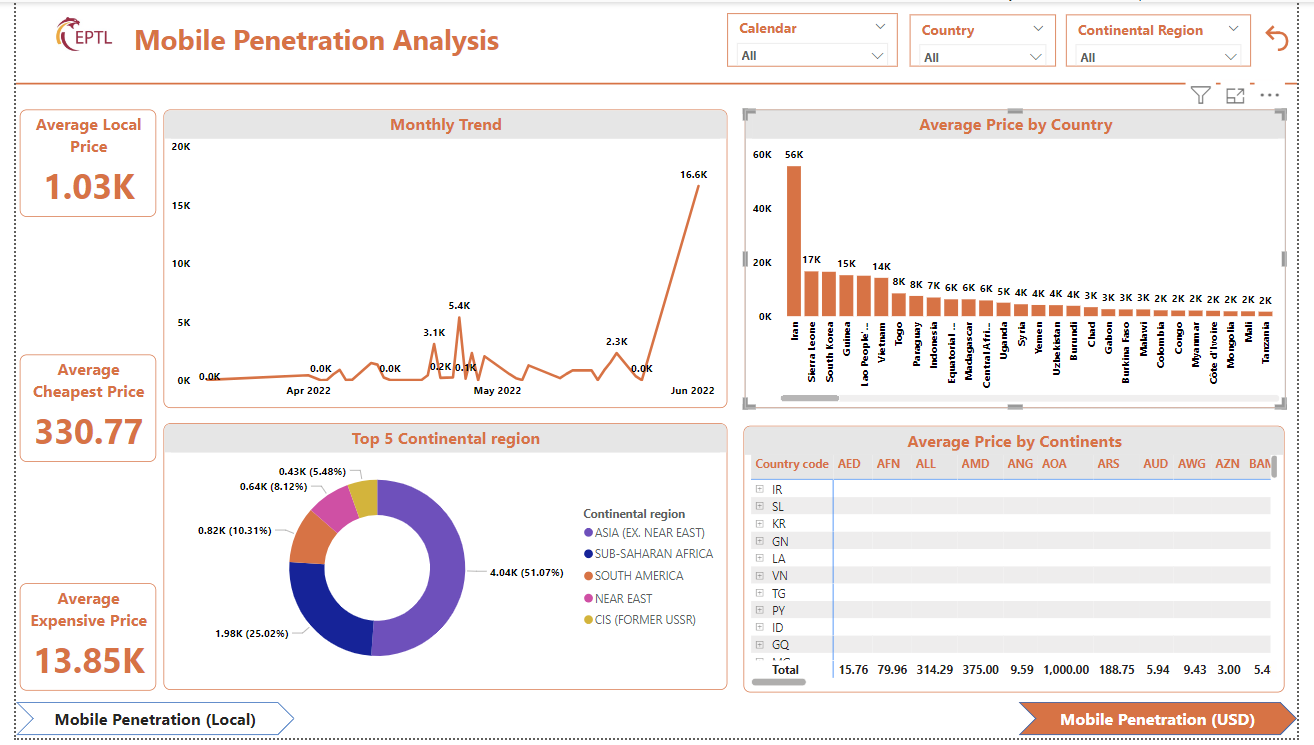 EPTL
Mobile Penetration Analysis
Calendar
All
Country
All
Continental Region
All
Average Local
Price
1.03K
Average
Cheapest Price
330.77
Average
Expensive Price
13.85K
Monthly Trend
20K
15K
10K
5K
0K
0.0K
0.0K
0.0K
3.1K
0.2K
5.4K
0.1K
2.3K
0.0K
16.6K
Apr 2022
May 2022
Jun 2022
Average Price by Country
60K
40K
20K
0K
56K
17K
15K
14K
8K
8K
7K
6K
6K
6K
5K
4K
4K
4K
4K
3K
3K
3K
3K
2K
2K
2K
2K
2K
2K
2K
Iran
Sierra Leone
South Korea
Guinea
Lao People'...
Vietnam
Togo
Paraguay
Indonesia
Equatorial ...
Madagascar
Central Afri...
Uganda
Syria
Yemen
Uzbekistan
Burundi
Chad
Gabon
Burkina Faso
Malawi
Colombia
Congo
Myanmar
Côte d'Ivoire
Mongolia
Mali
Tanzania
Top 5 Continental region
0.43K (5.48%)
0.64K (8.12%)
0.82K (10.31%)
1.98K (25.02%)
4.04K (51.07%)
Continental region
ASIA (EX. NEAR EAST)
SUB-SAHARAN AFRICA
SOUTH AMERICA
NEAR EAST
CIS (FORMER USSR)
Average Price by Continents
Country code AED AFN ALL AMD ANG AOA ARS AUD AWG AZN BAM
IR
SL
KR
GN
LA
VN
TG
PY
ID
GQ
Total 15.76 79.96 314.29 375.00 9.59 1,000.00 188.75 5.94 9.43 3.00 5.4
Mobile Penetration (Local)
Mobile Penetration (USD)